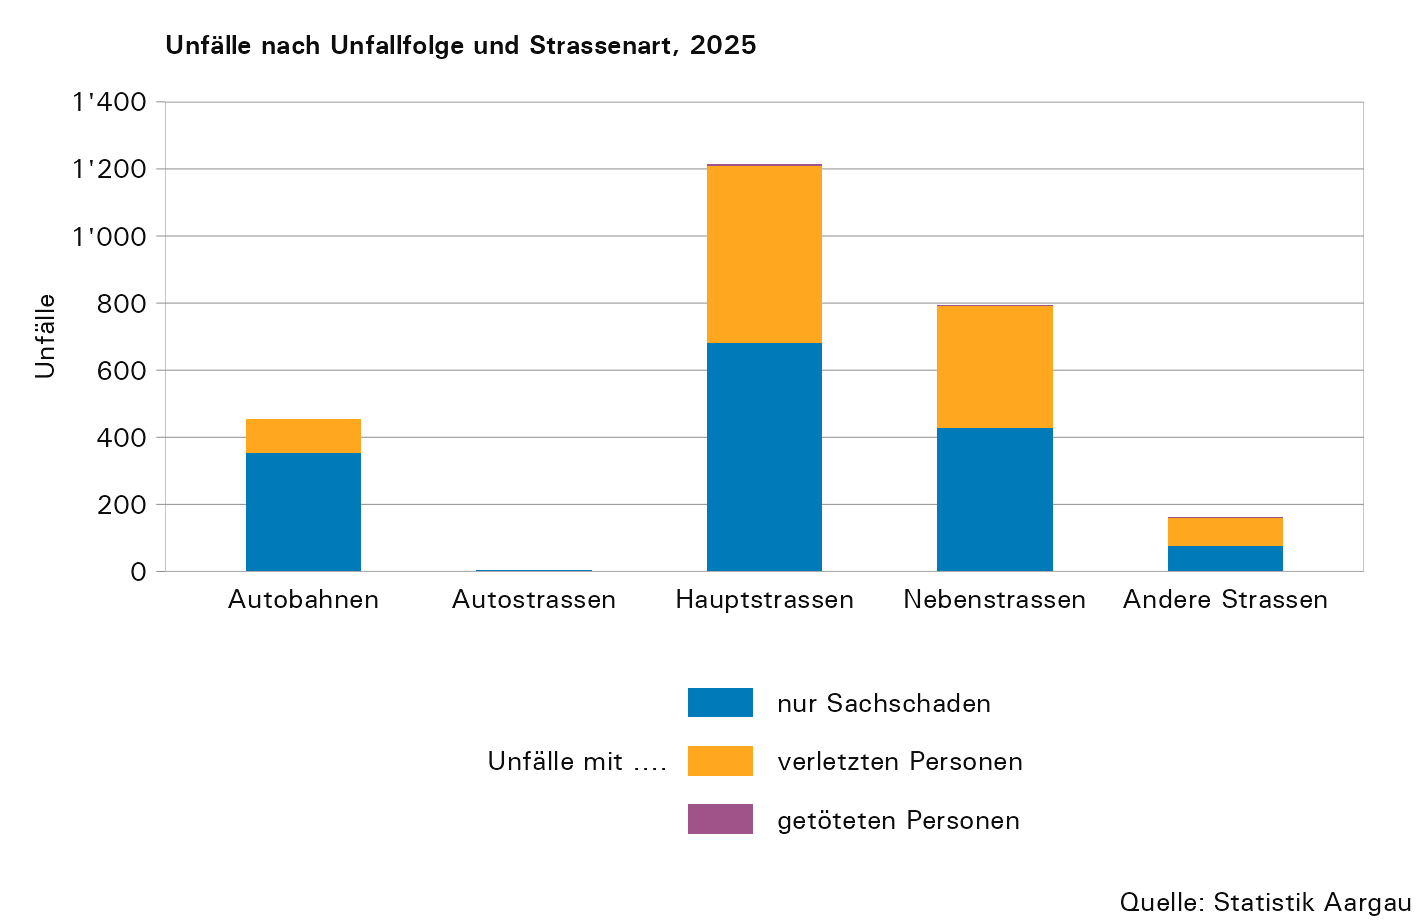 Unfälle nach Unfallfolge und Strassenart, 2025
1'400
1'200
1'000
800
600
400
200
0
Unfälle
Autobahnen Autostrassen Hauptstrassen Nebenstrassen Andere Strassen
nur Sachschaden
Unfälle mit .... verletzten Personen
getöteten Personen
Quelle: Statistik Aargau